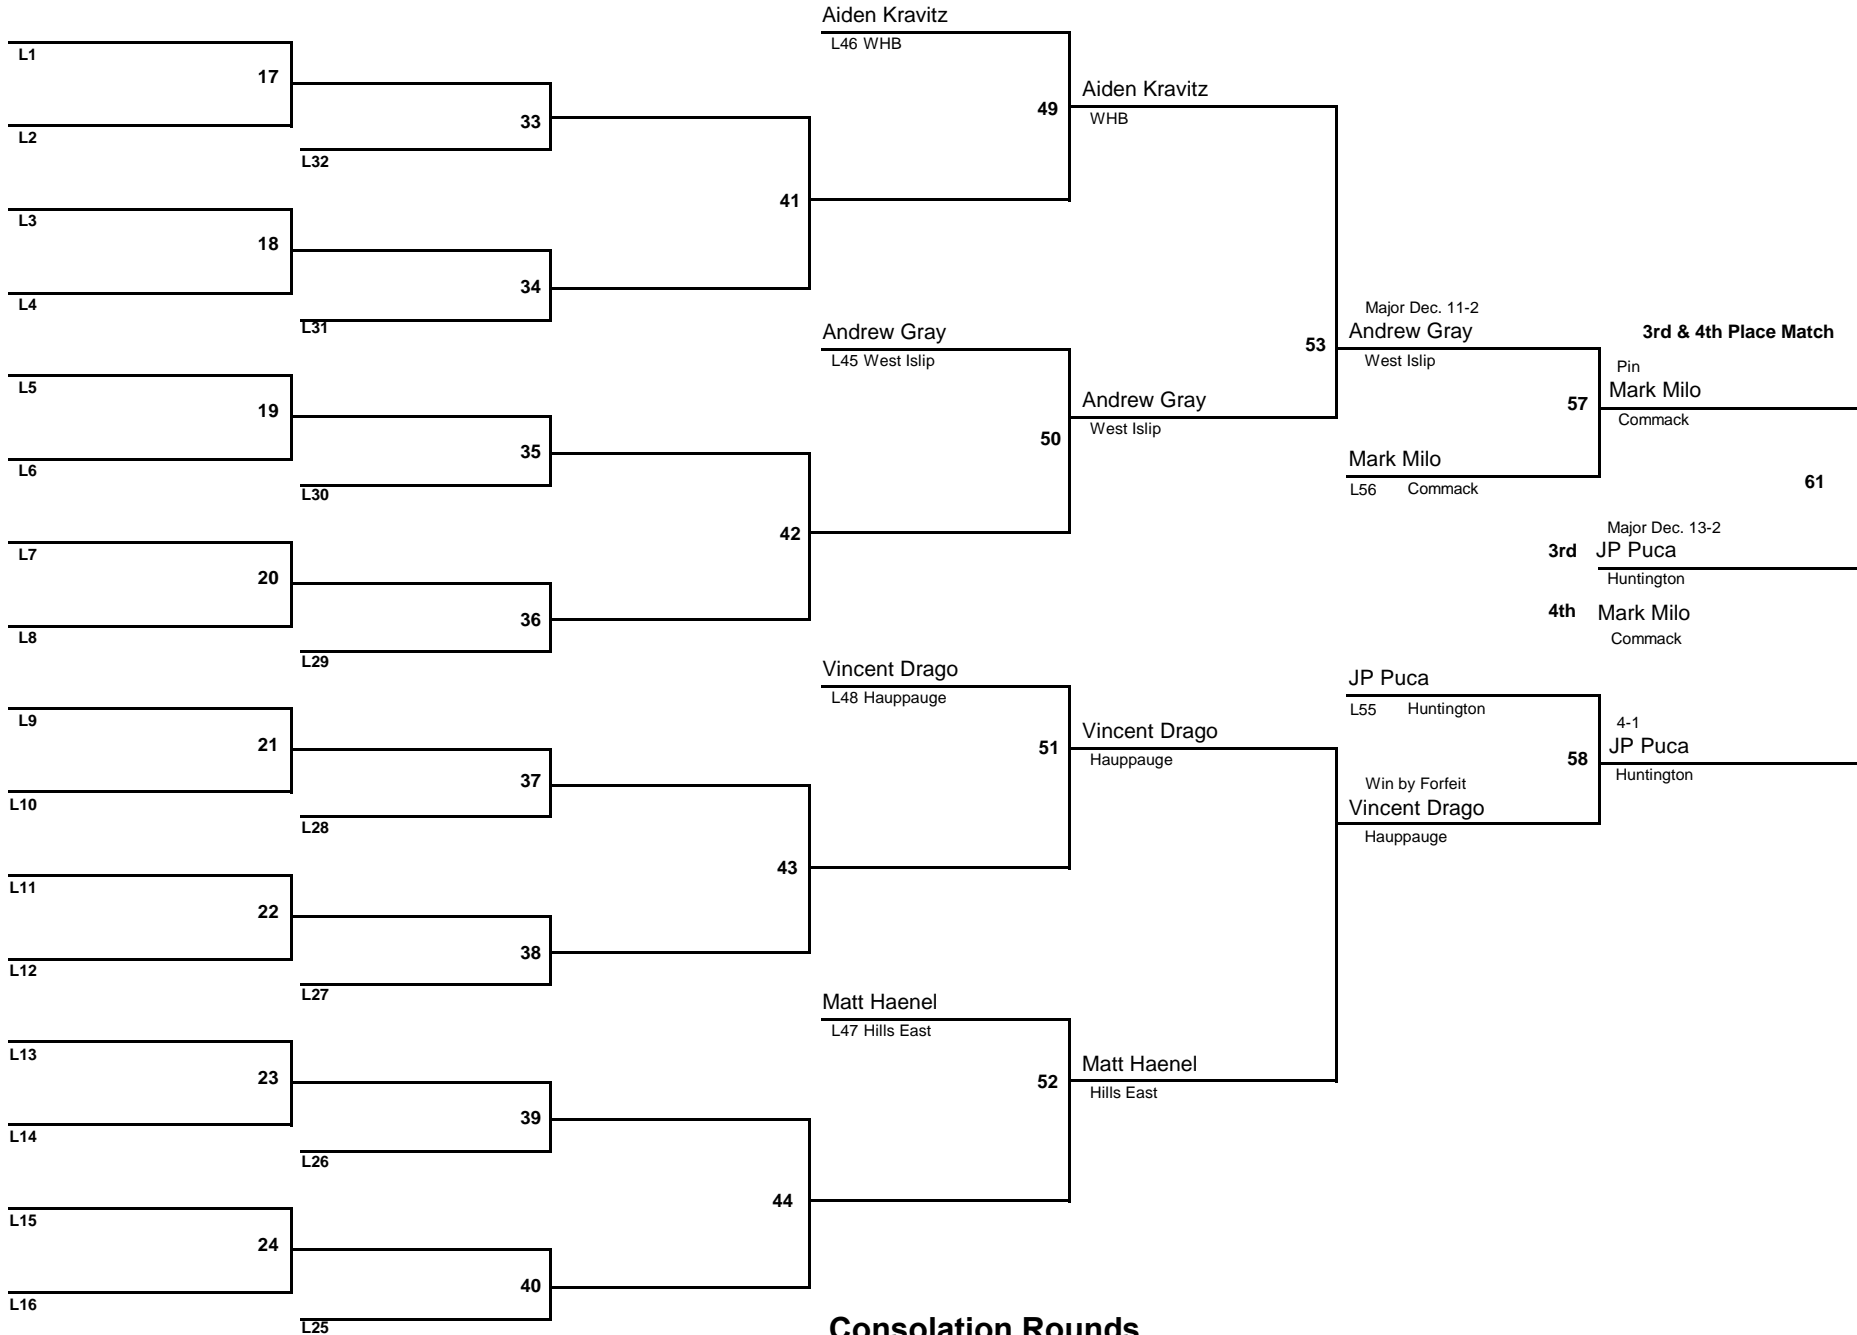 Aiden Kravitz
L46 WHB
L1
17
Aiden Kravitz
49
WHB
33
L2
L32
41
L3
18
34
L4
L31
Major Dec. 11-2
Andrew Gray
Andrew Gray
3rd & 4th Place Match
53
L45 West Islip
West Islip
Pin
L5
Mark Milo
Andrew Gray
57
19
Commack
West Islip
50
35
Mark Milo
L6
61
L56 Commack
L30
42
Major Dec. 13-2
L7
3rd JP Puca
20
Huntington
4th Mark Milo
36
L8
Commack
L29
Vincent Drago
JP Puca
L48 Hauppauge
L55 Huntington
L9
4-1
Vincent Drago
21
51
JP Puca
58
Hauppauge
Huntington
37
Win by Forfeit
L10
Vincent Drago
L28
Hauppauge
43
L11
22
38
L12
L27
Matt Haenel
L47 Hills East
L13
Matt Haenel
23
52
Hills East
39
L14
L26
44
L15
24
40
L16
L25
Consolation Rounds